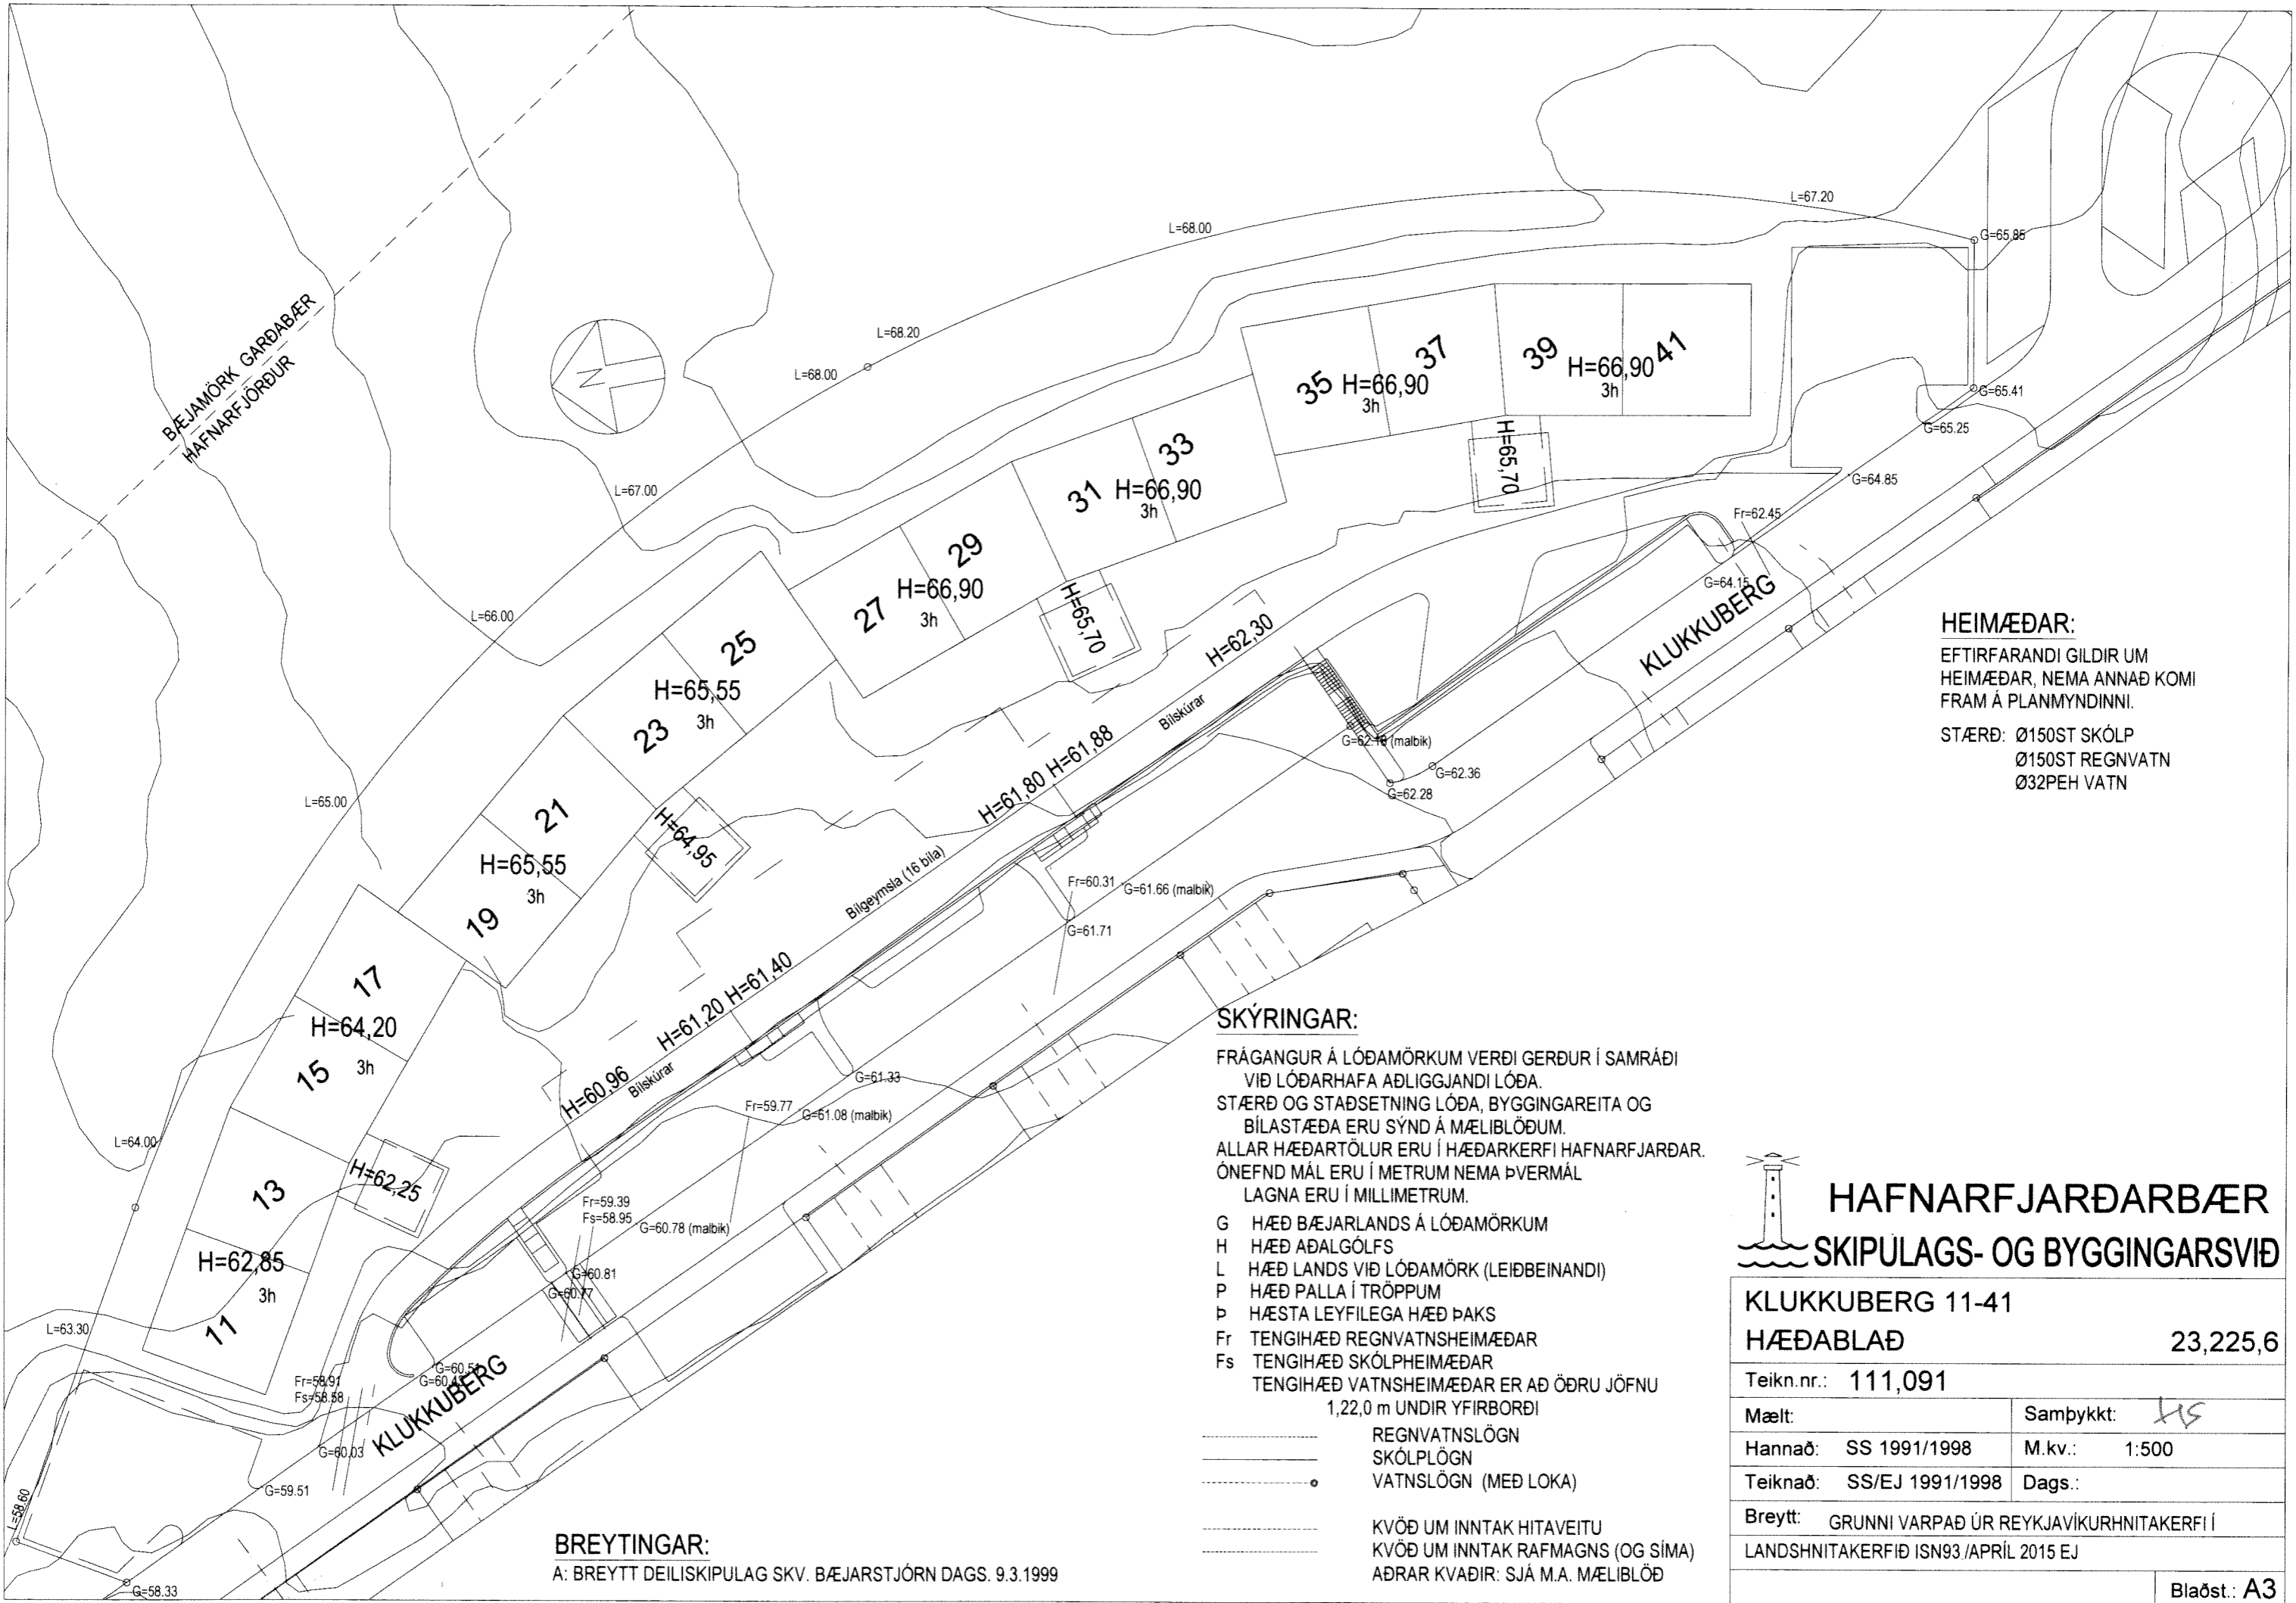 BÆJAMÖRK GARÐABÆR
HAFNARFJÖRÐUR
N
L=68.00
L=67.20
G=65.85
L=68.20
L=68.00
L=67.00
L=66.00
L=65.00
L=64.00
L=63.30
L=58.60
G=65.41
G=65.25
G=64.85
Fr=62.45
G=64.15
KLUKKUBERG
35 H=66,90 37
3h
39 H=66,90 41
3h
H=65,70
31 H=66,90 33
3h
27 H=66,90 29
3h
H=65,70
23 H=65,55 25
3h
19 H=65,55 21
3h
H=64,95
15 H=64,20 17
3h
11 H=62,85 13
3h
H=62,25
H=62,30
Bílskúrar
H=61,80 H=61,88
Bílgeymsla (16 bíla)
H=61,20 H=61,40
Bílskúrar
H=60,96
(malbik)
G=62.36
G=62.28
Fr=60.31
G=61.66 (malbik)
G=61.71
G=61.33
Fr=59.77
G=61.08 (malbik)
Fr=59.39
Fs=58.95
G=60.78 (malbik)
G=60.81
G=60.77
Fr=58.91
Fs=58.58
G=60.03
KLUKKUBERG
G=59.51
G=58.33
HEIMÆÐAR:
EFTIRFARANDI GILDIR UM
HEIMÆÐAR, NEMA ANNAÐ KOMI
FRAM Á PLANMYNDINNI.
STÆRÐ: Ø150ST SKÓLP
Ø150ST REGNVATN
Ø32PEH VATN
SKÝRINGAR:
FRÁGANGUR Á LÓÐAMÖRKUM VERÐI GERÐUR Í SAMRÁÐI
VIÐ LÓÐARHAFA AÐLIGGJANDI LÓÐA.
STÆRÐ OG STAÐSETNING LÓÐA, BYGGINGAREITA OG
BÍLASTÆÐA ERU SÝND Á MÆLIBLÖÐUM.
ALLAR HÆÐARTÖLUR ERU Í HÆÐARKERFI HAFNARFJARÐAR.
ÓNEFND MÁL ERU Í METRUM NEMA ÞVERMÁL
LAGNA ERU Í MILLIMETRUM.
G HÆÐ BÆJARLANDS Á LÓÐAMÖRKUM
H HÆÐ AÐALGÓLFS
L HÆÐ LANDS VIÐ LÓÐAMÖRK (LEIÐBEINANDI)
P HÆÐ PALLA Í TRÖPPUM
Þ HÆSTA LEYFILEGA HÆÐ ÞAKS
Fr TENGIHÆÐ REGNVATNSHEIMÆÐAR
Fs TENGIHÆÐ SKÓLPHEIMÆÐAR
TENGIHÆÐ VATNSHEIMÆÐAR ER AÐ ÖÐRU JÖFNU
1,22,0 m UNDIR YFIRBORÐI
REGNVATNSLÖGN
SKÓLPLÖGN
VATNSLÖGN (MEÐ LOKA)
KVÖÐ UM INNTAK HITAVEITU
KVÖÐ UM INNTAK RAFMAGNS (OG SÍMA)
AÐRAR KVAÐIR: SJÁ M.A. MÆLIBLÖÐ
BREYTINGAR:
A: BREYTT DEILISKIPULAG SKV. BÆJARSTJÓRN DAGS. 9.3.1999
HAFNARFJARÐARBÆR
SKIPULAGS- OG BYGGINGARSVIÐ
KLUKKUBERG 11-41
HÆÐABLAÐ 23,225,6
Teikn.nr.: 111,091
Mælt: Samþykkt:
Hannað: SS 1991/1998 M.kv.: 1:500
Teiknað: SS/EJ 1991/1998 Dags.:
Breytt: GRUNNI VARPAÐ ÚR REYKJAVÍKURHNITAKERFI Í
LANDSHNITAKERFIÐ ISN93 /APRÍL 2015 EJ
Blaðst.: A3